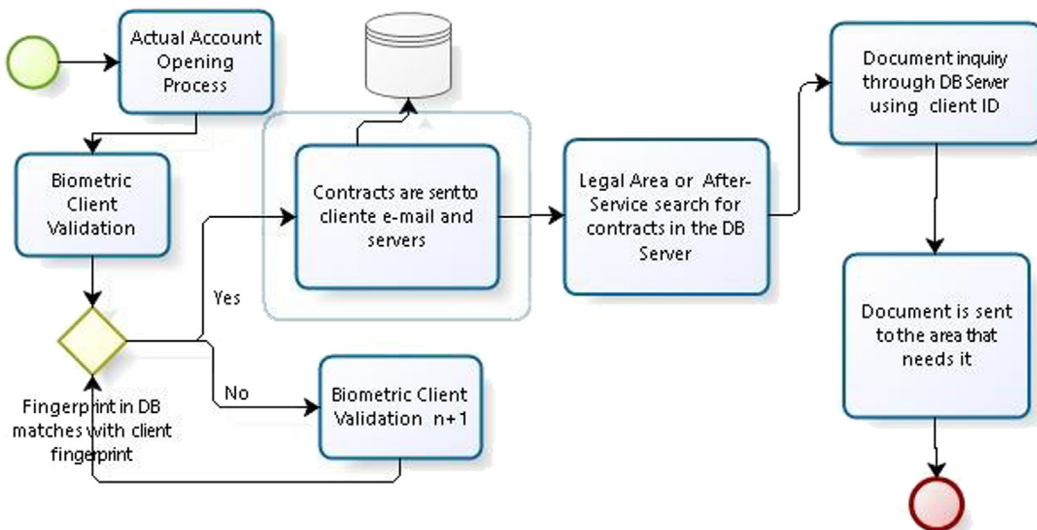 Actual Account
Opening
Process
Biometric
Client
Validation
Fingerprint in DB
matches with client
fingerprint
Yes
No
Contracts are sent to
cliente e-mail and
servers
Biometric Client
Validation n+1
Legal Area or After-
Service search for
contracts in the DB
Server
Document inquiry
through DB Server
using client ID
Document is sent
to the area that
needs it